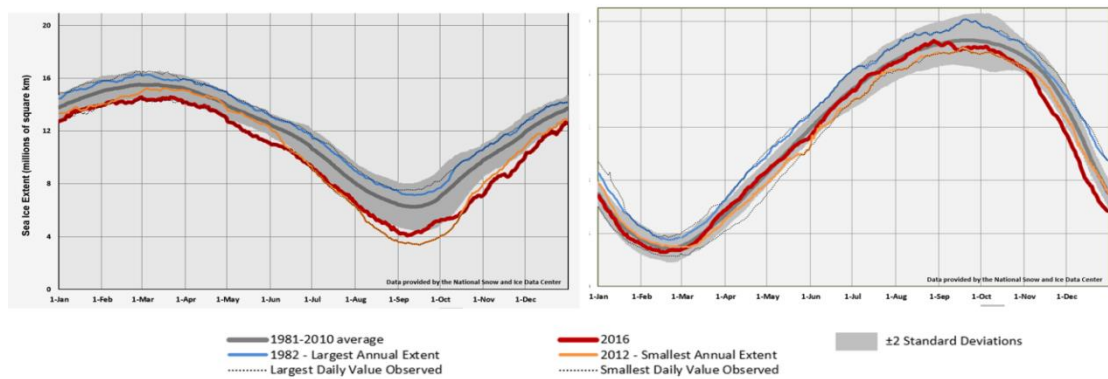 20
16
12
8
4
0
Sea Ice Extent (millions of square km)
Data provided by the National Snow and Ice Data Center
1-Jan 1-Feb 1-Mar 1-Apr 1-May 1-Jun 1-Jul 1-Aug 1-Sep 1-Oct 1-Nov 1-Dec
Data provided by the National Snow and Ice Data Center
1-Jan 1-Feb 1-Mar 1-Apr 1-May 1-Jun 1-Jul 1-Aug 1-Sep 1-Oct 1-Nov 1-Dec
1981-2010 average
2016
±2 Standard Deviations
1982 - Largest Annual Extent
2012 - Smallest Annual Extent
Largest Daily Value Observed
Smallest Daily Value Observed